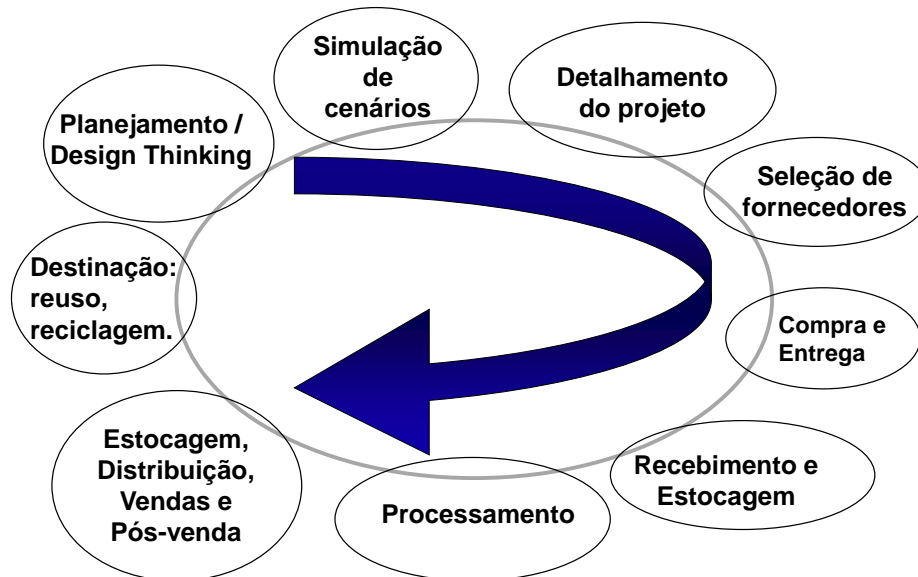 Simulação
de
cenários
Detalhamento
do projeto
Planejamento /
Design Thinking
Seleção de
fornecedores
Destinação:
reuso,
reciclagem.
Compra e
Entrega
Estocagem,
Distribuição,
Vendas e
Pós-venda
Recebimento e
Estocagem
Processamento